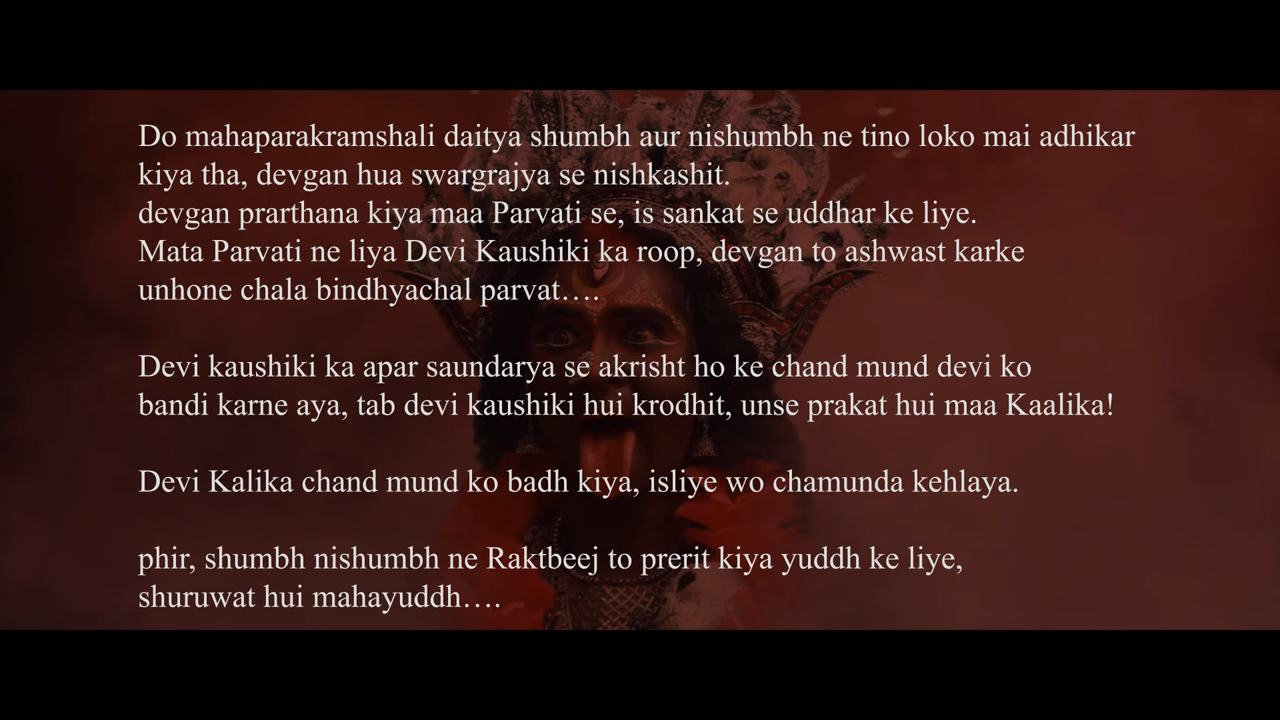 Do mahaparakramshali daitya shumbh aur nishumbh ne tino loko mai adhikar
kiya tha, devgan hua swargrajya se nishkashit.
devgan prarthana kiya maa Parvati se, is sankat se uddhar ke liye.
Mata Parvati ne liya Devi Kaushiki ka roop, devgan to ashwast karke
unhone chala bindhyachal parvat....
Devi kaushiki ka apar saundarya se akrisht ho ke chand mund devi ko
bandi karne aya, tab devi kaushiki hui krodhit, unse prakat hui maa Kaalika!
Devi Kalika chand mund ko badh kiya, isliye wo chamunda kehlaya.
phir, shumbh nishumbh ne Raktbeej to prerit kiya yuddh ke liye,
shuruwat hui mahayuddh....